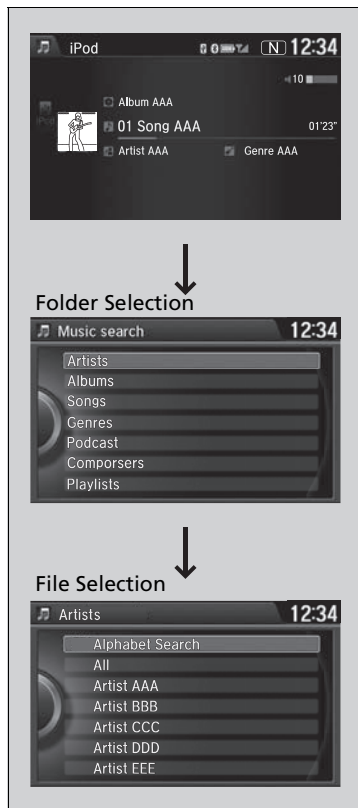 iPod N 12:34
10
Album AAA
iPod
01 Song AAA 01'23"
Artist AAA Genre AAA
Folder Selection
Music search 12:34
Artists
Albums
Songs
Genres
Podcast
Comporsers
Playlists
File Selection
Artists 12:34
Alphabet Search
All
Artist AAA
Artist BBB
Artist CCC
Artist DDD
Artist EEE